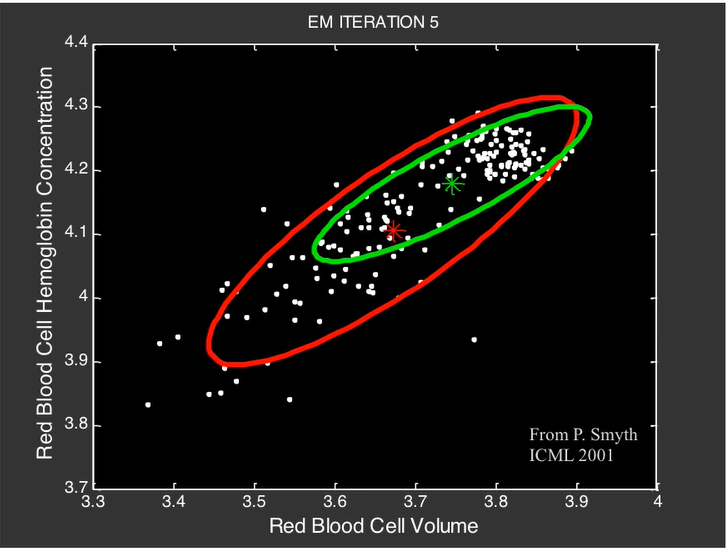 EM ITERATION 5
Red Blood Cell Hemoglobin Concentration
4.4
4.3
4.2
4.1
4
3.9
3.8
3.7
From P. Smyth
ICML 2001
3.3 3.4 3.5 3.6 3.7 3.8 3.9 4
Red Blood Cell Volume